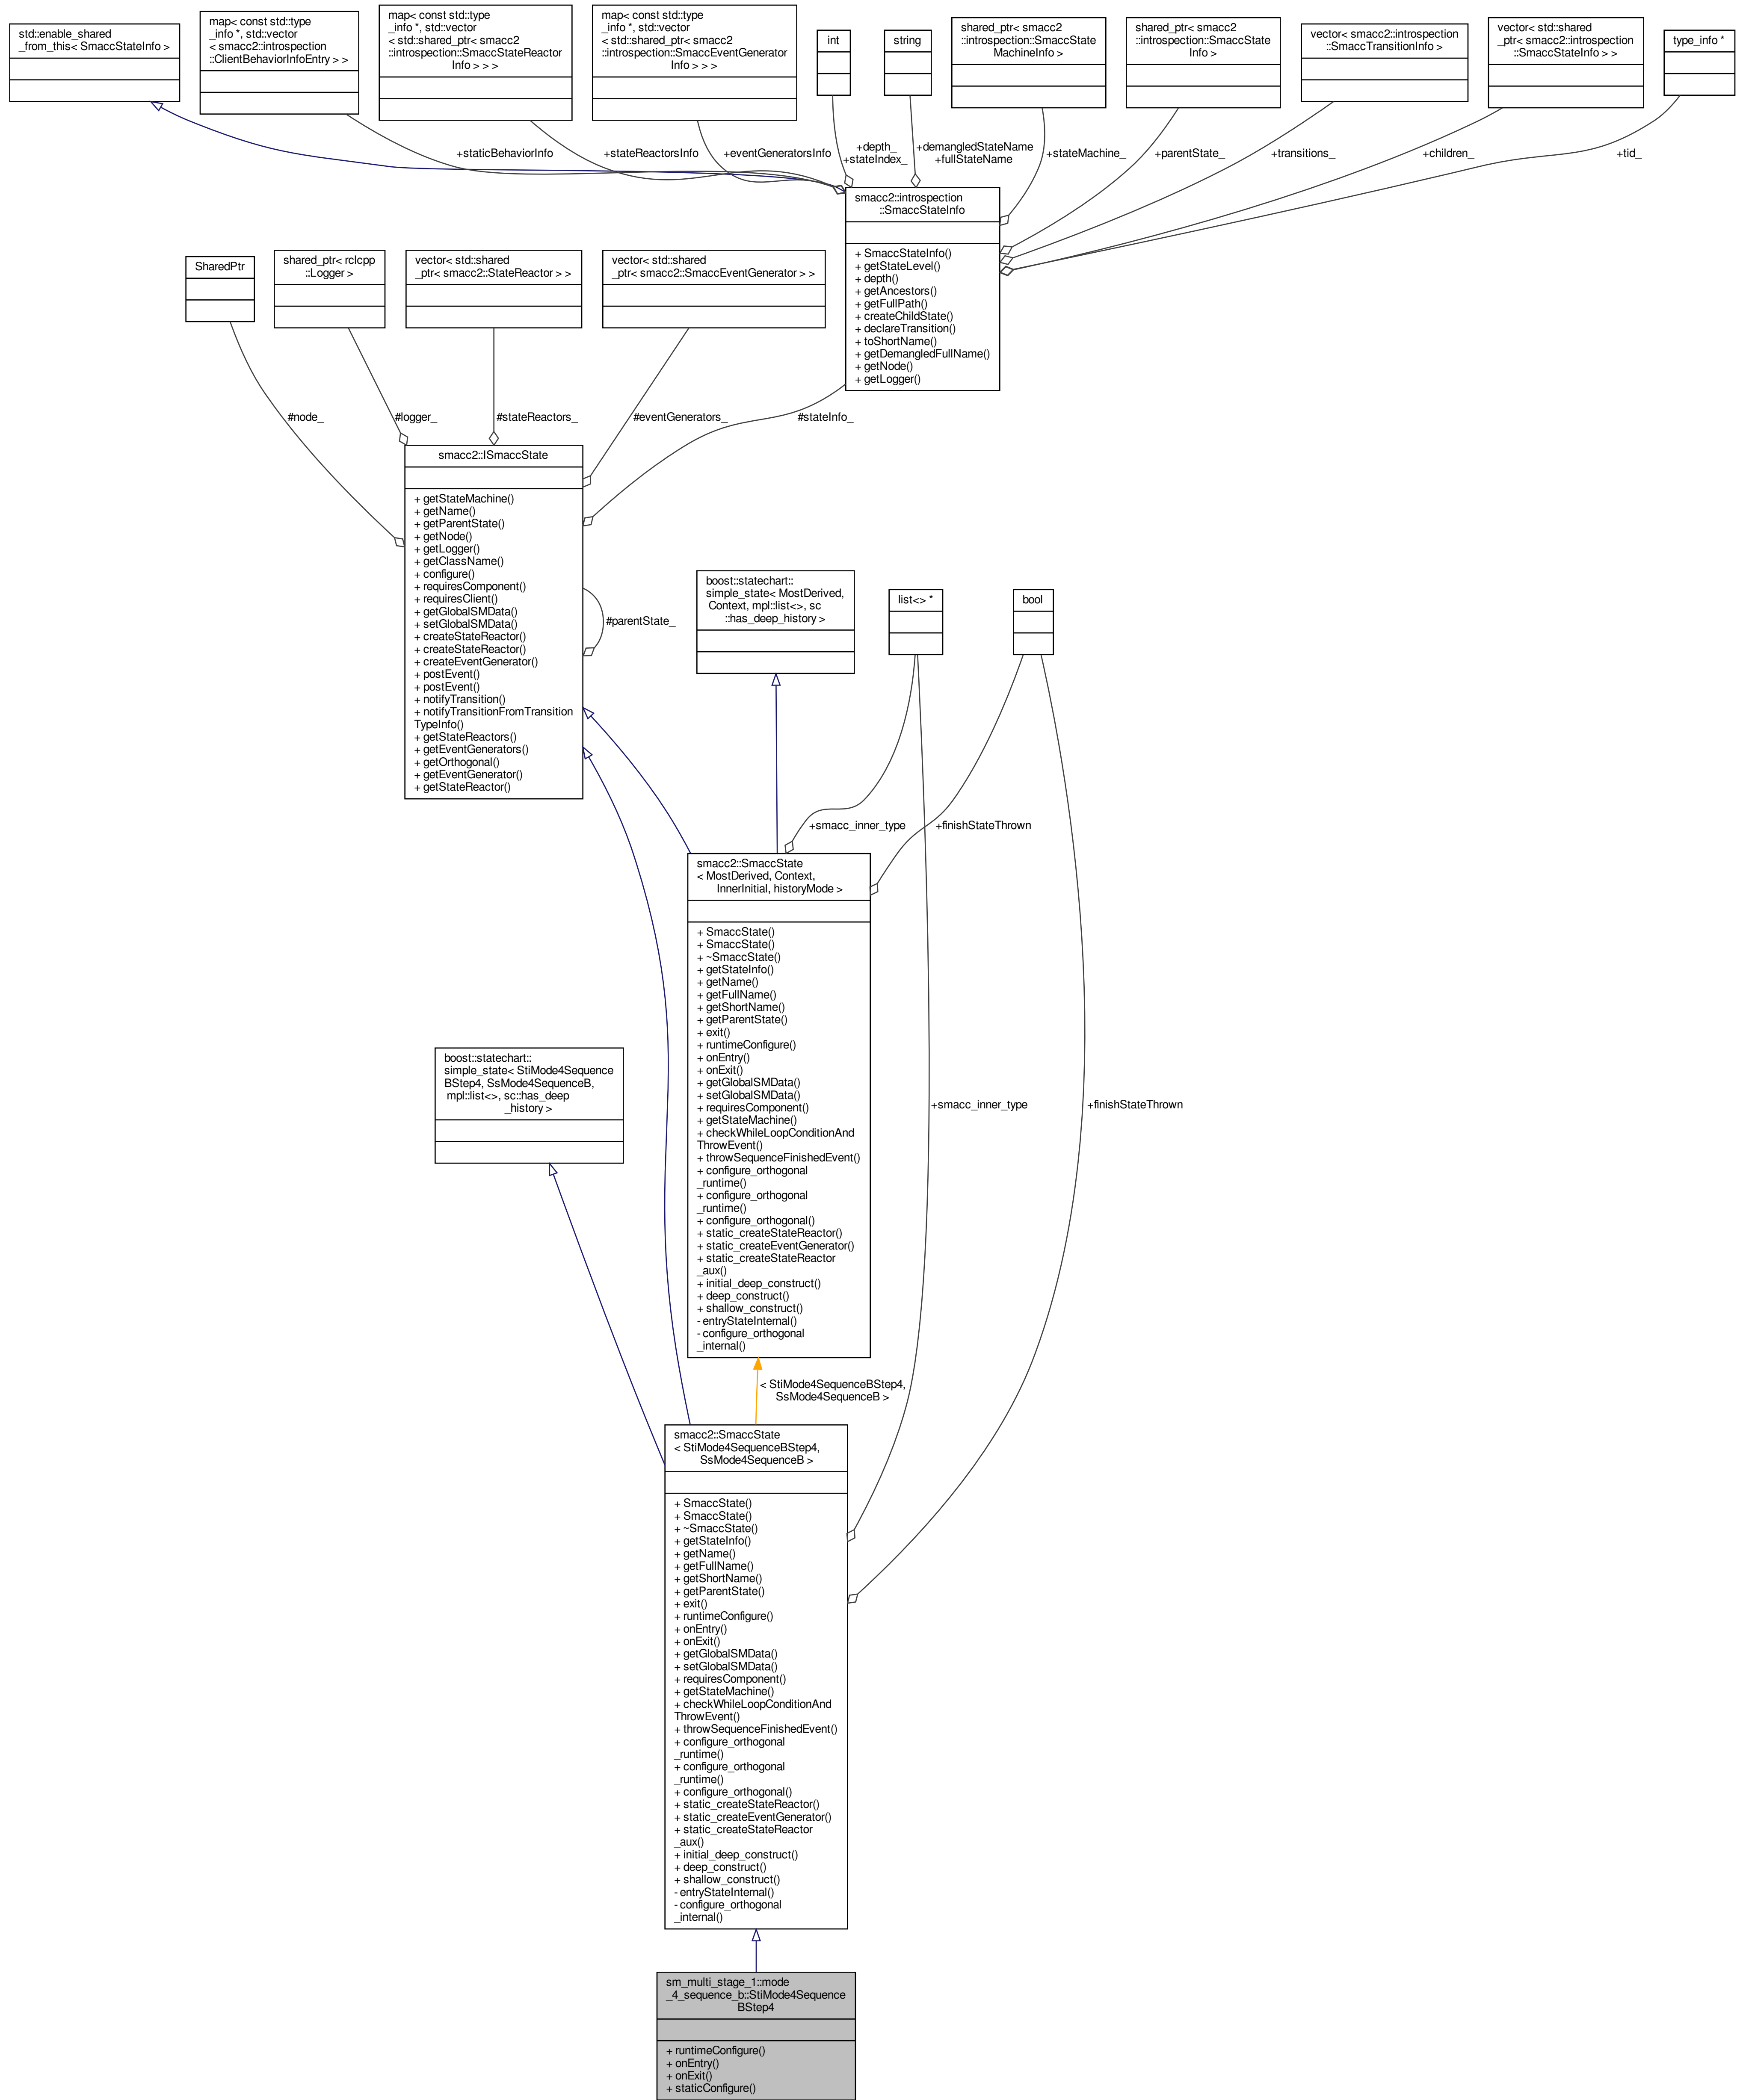 std::enable_shared
_from_this< SmaccStateInfo >
map< const std::type
_info *, std::vector
< smacc2::introspection
::ClientBehaviorInfoEntry > >
map< const std::type
_info *, std::vector
< std::shared_ptr< smacc2
::introspection::SmaccStateReactor
Info > > >
map< const std::type
_info *, std::vector
< std::shared_ptr< smacc2
::introspection::SmaccEventGenerator
Info > > >
int
string
shared_ptr< smacc2
::introspection::SmaccState
MachineInfo >
shared_ptr< smacc2
::introspection::SmaccState
Info >
vector< smacc2::introspection
::SmaccTransitionInfo >
vector< std::shared
_ptr< smacc2::introspection
::SmaccStateInfo > >
type_info *
+staticBehaviorInfo
+stateReactorsInfo
+eventGeneratorsInfo
+depth_
+stateIndex_
+demangledStateName
+fullStateName
+stateMachine_
+parentState_
+transitions_
+children_
+tid_
smacc2::introspection
::SmaccStateInfo
+ SmaccStateInfo()
+ getStateLevel()
+ depth()
+ getAncestors()
+ getFullPath()
+ createChildState()
+ declareTransition()
+ toShortName()
+ getDemangledFullName()
+ getNode()
+ getLogger()
SharedPtr
shared_ptr< rclcpp
::Logger >
vector< std::shared
_ptr< smacc2::StateReactor > >
vector< std::shared
_ptr< smacc2::SmaccEventGenerator > >
#node_
#logger_
#stateReactors_
#eventGenerators_
#stateInfo_
smacc2::ISmaccState
+ getStateMachine()
+ getName()
+ getParentState()
+ getNode()
+ getLogger()
+ getClassName()
+ configure()
+ requiresComponent()
+ requiresClient()
+ getGlobalSMData()
+ setGlobalSMData()
+ createStateReactor()
+ createStateReactor()
+ createEventGenerator()
+ postEvent()
+ postEvent()
+ notifyTransition()
+ notifyTransitionFromTransition
TypeInfo()
+ getStateReactors()
+ getEventGenerators()
+ getOrthogonal()
+ getEventGenerator()
+ getStateReactor()
#parentState_
boost::statechart::
simple_state< MostDerived,
Context, mpl::list<>, sc
::has_deep_history >
list<> *
bool
+smacc_inner_type
+finishStateThrown
smacc2::SmaccState
< MostDerived, Context,
InnerInitial, historyMode >
+ SmaccState()
+ SmaccState()
+ ~SmaccState()
+ getStateInfo()
+ getName()
+ getFullName()
+ getShortName()
+ getParentState()
+ exit()
+ runtimeConfigure()
+ onEntry()
+ onExit()
+ getGlobalSMData()
+ setGlobalSMData()
+ requiresComponent()
+ getStateMachine()
+ checkWhileLoopConditionAnd
ThrowEvent()
+ throwSequenceFinishedEvent()
+ configure_orthogonal
_runtime()
+ configure_orthogonal
_runtime()
+ configure_orthogonal()
+ static_createStateReactor()
+ static_createEventGenerator()
+ static_createStateReactor
_aux()
+ initial_deep_construct()
+ deep_construct()
+ shallow_construct()
- entryStateInternal()
- configure_orthogonal
_internal()
boost::statechart::
simple_state< StiMode4Sequence
BStep4, SsMode4SequenceB,
mpl::list<>, sc::has_deep
_history >
+smacc_inner_type
+finishStateThrown
< StiMode4SequenceBStep4,
SsMode4SequenceB >
smacc2::SmaccState
< StiMode4SequenceBStep4,
SsMode4SequenceB >
+ SmaccState()
+ SmaccState()
+ ~SmaccState()
+ getStateInfo()
+ getName()
+ getFullName()
+ getShortName()
+ getParentState()
+ exit()
+ runtimeConfigure()
+ onEntry()
+ onExit()
+ getGlobalSMData()
+ setGlobalSMData()
+ requiresComponent()
+ getStateMachine()
+ checkWhileLoopConditionAnd
ThrowEvent()
+ throwSequenceFinishedEvent()
+ configure_orthogonal
_runtime()
+ configure_orthogonal
_runtime()
+ configure_orthogonal()
+ static_createStateReactor()
+ static_createEventGenerator()
+ static_createStateReactor
_aux()
+ initial_deep_construct()
+ deep_construct()
+ shallow_construct()
- entryStateInternal()
- configure_orthogonal
_internal()
sm_multi_stage_1::mode
_4_sequence_b::StiMode4Sequence
BStep4
+ runtimeConfigure()
+ onEntry()
+ onExit()
+ staticConfigure()